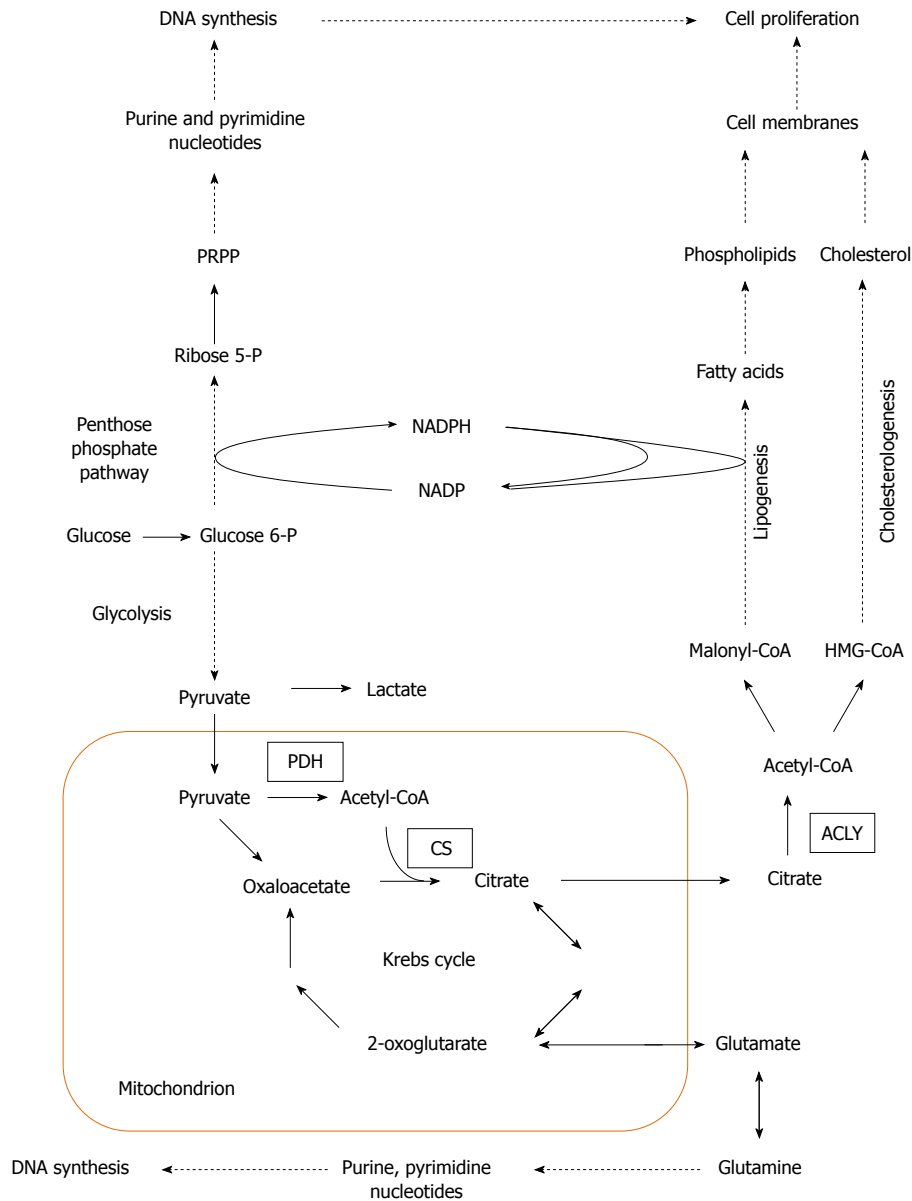 DNA synthesis
Cell proliferation
Purine and pyrimidine
nucleotides
Cell membranes
PRPP
Phospholipids
Cholesterol
Ribose 5-P
Fatty acids
Penthose
phosphate
pathway
NADPH
NADP
Lipogenesis
Cholesterologenesis
Glucose
Glucose 6-P
Glycolysis
Malonyl-CoA
HMG-CoA
Pyruvate
Lactate
PDH
Acetyl-CoA
Pyruvate
Acetyl-CoA
CS
ACLY
Oxaloacetate
Citrate
Citrate
Krebs cycle
2-oxoglutarate
Glutamate
Mitochondrion
DNA synthesis
Purine, pyrimidine
nucleotides
Glutamine